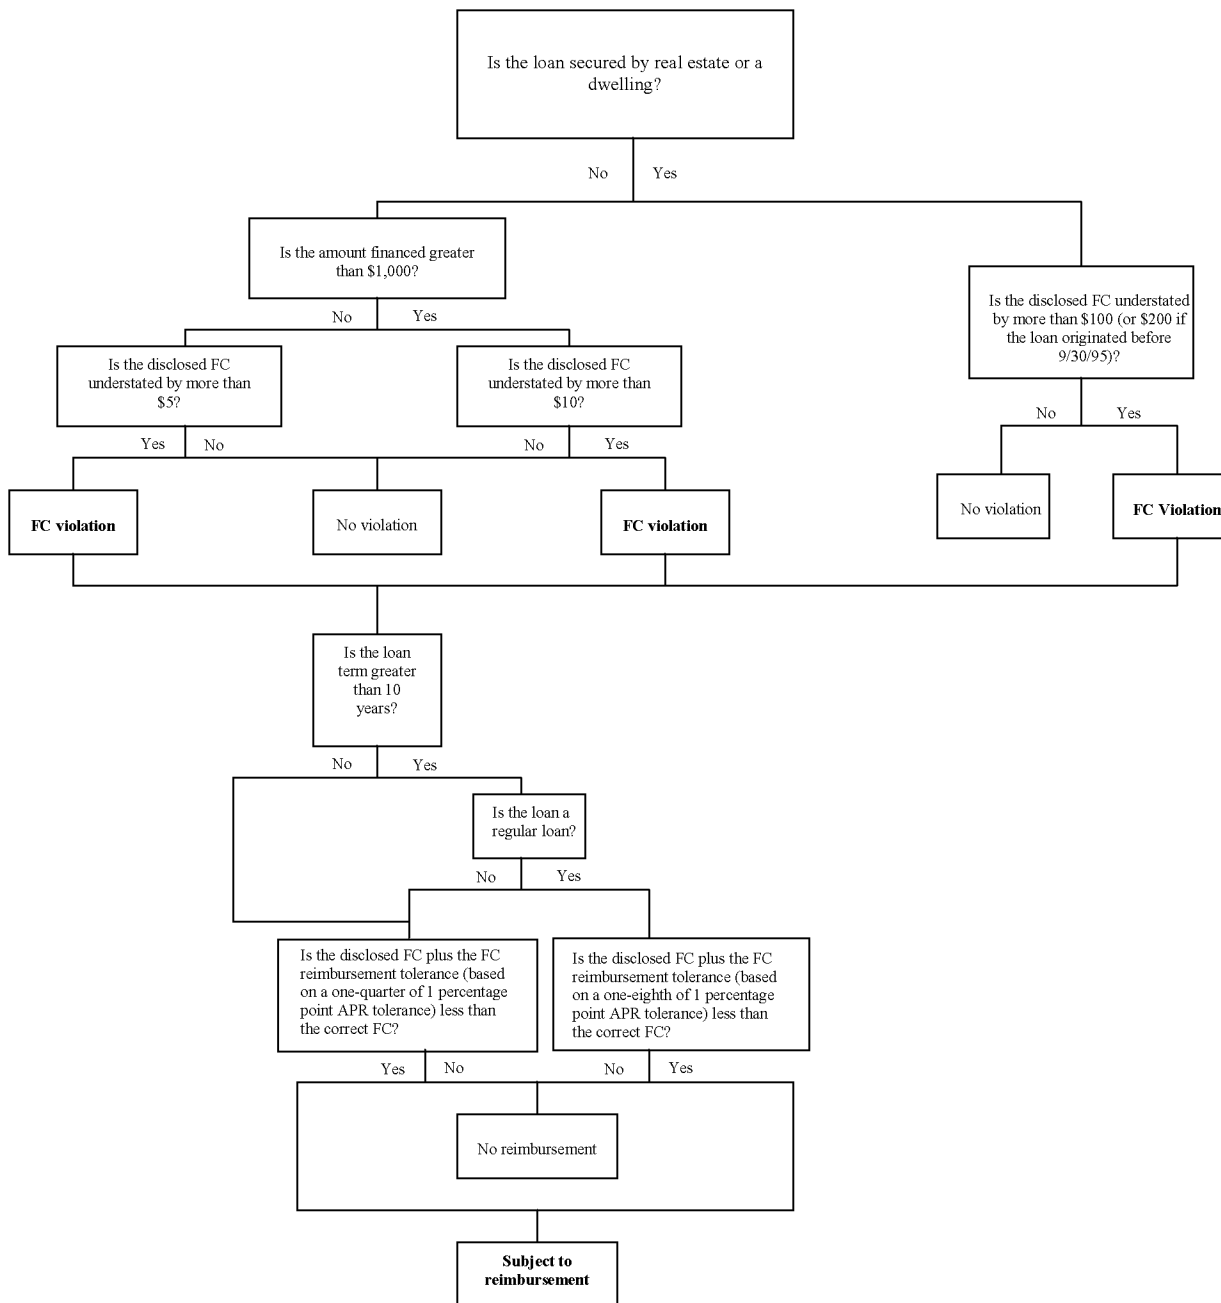 Is the loan secured by real estate or a
dwelling?
No
Yes
Is the amount financed greater
than $1,000?
No
Yes
Is the disclosed FC understated
by more than $100 (or $200 if
the loan originated before
9/30/95)?
No
Yes
Is the disclosed FC
understated by more than
$5?
Is the disclosed FC
understated by more than
$10?
Yes
No
No
Yes
FC violation
No violation
FC violation
No violation
FC Violation
Is the loan
term greater
than 10
years?
No
Yes
Is the loan a
regular loan?
No
Yes
Is the disclosed FC plus the FC
reimbursement tolerance (based
on a one-quarter of 1 percentage
point APR tolerance) less than
the correct FC?
Is the disclosed FC plus the FC
reimbursement tolerance (based
on a one-eighth of 1 percentage
point APR tolerance) less than
the correct FC?
Yes
No
No
Yes
No reimbursement
Subject to
reimbursement